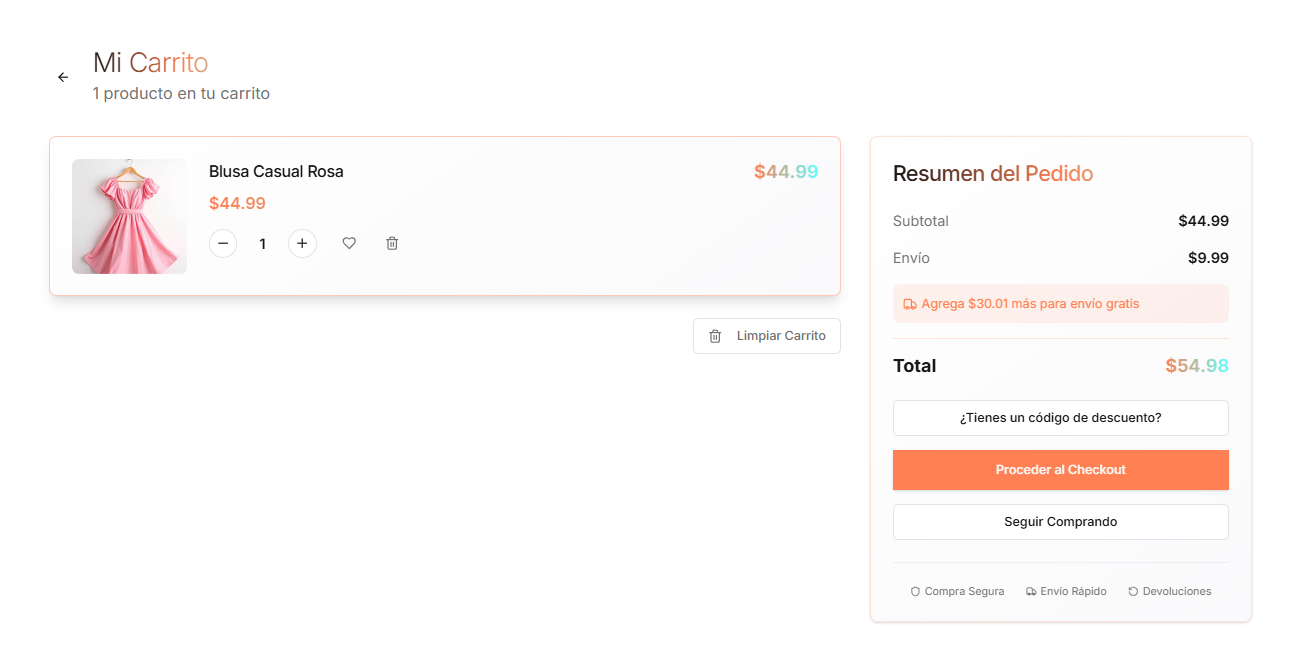 Mi Carrito
1 producto en tu carrito
Blusa Casual Rosa
$44.99
$44.99
1
Limpiar Carrito
Resumen del Pedido
Subtotal $44.99
Envío $9.99
Agrega $30.01 más para envío gratis
Total $54.98
¿Tienes un código de descuento?
Proceder al Checkout
Seguir Comprando
Compra Segura Envío Rápido Devoluciones